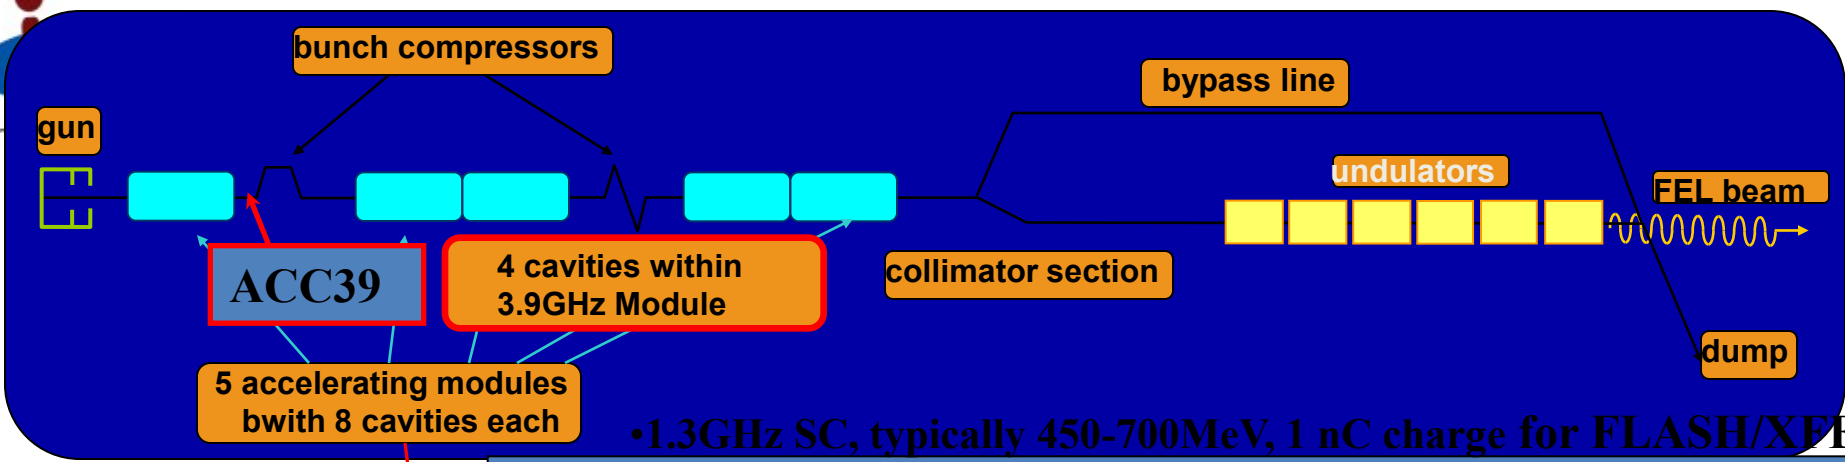 bunch compressors
bypass line
gun
undulators
FEL beam
ACC39
4 cavities within
3.9GHz Module
collimator section
dump
5 accelerating modules
bwith 8 cavities each
•1.3GHz SC, typically 450-700MeV, 1 nC charge for FLASH/XFE